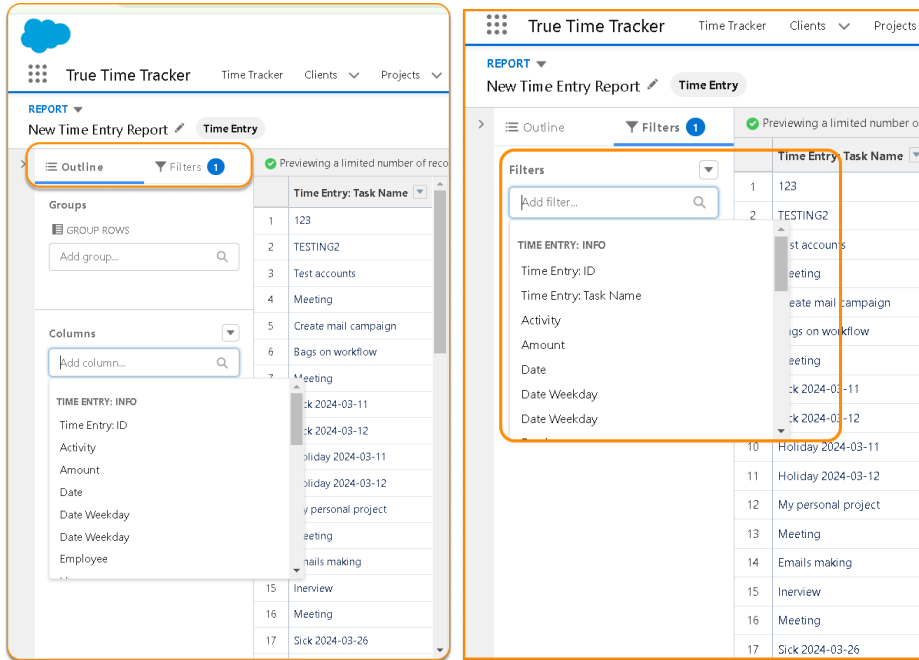 True Time Tracker Time Tracker Clients Projects
REPORT
New Time Entry Report Time Entry
Outline Filters 1
Previewing a limited number of reco
Groups
GROUP ROWS
Add group...
Columns
Add column...
TIME ENTRY: INFO
Time Entry: ID
Activity
Amount
Date
Date Weekday
Date Weekday
Employee
Time Entry: Task Name
1 123
2 TESTING2
3 Test accounts
4 Meeting
5 Create mail campaign
6 Bags on workflow
7 Meeting
ck 2024-03-11
ck 2024-03-12
oliday 2024-03-11
oliday 2024-03-12
y personal project
eeting
mails making
15 Inerview
16 Meeting
17 Sick 2024-03-26
True Time Tracker Time Tracker Clients Projects
REPORT
New Time Entry Report Time Entry
Outline Filters 1
Previewing a limited number o
Filters
Add filter...
TIME ENTRY: INFO
Time Entry: ID
Time Entry: Task Name
Activity
Amount
Date
Date Weekday
Date Weekday
Time Entry: Task Name
1 123
2 TESTING2
st accounts
eeting
eate mail campaign
gs on workflow
eeting
ck 2024-03-11
ck 2024-03-12
10 Holiday 2024-03-11
11 Holiday 2024-03-12
12 My personal project
13 Meeting
14 Emails making
15 Inerview
16 Meeting
17 Sick 2024-03-26